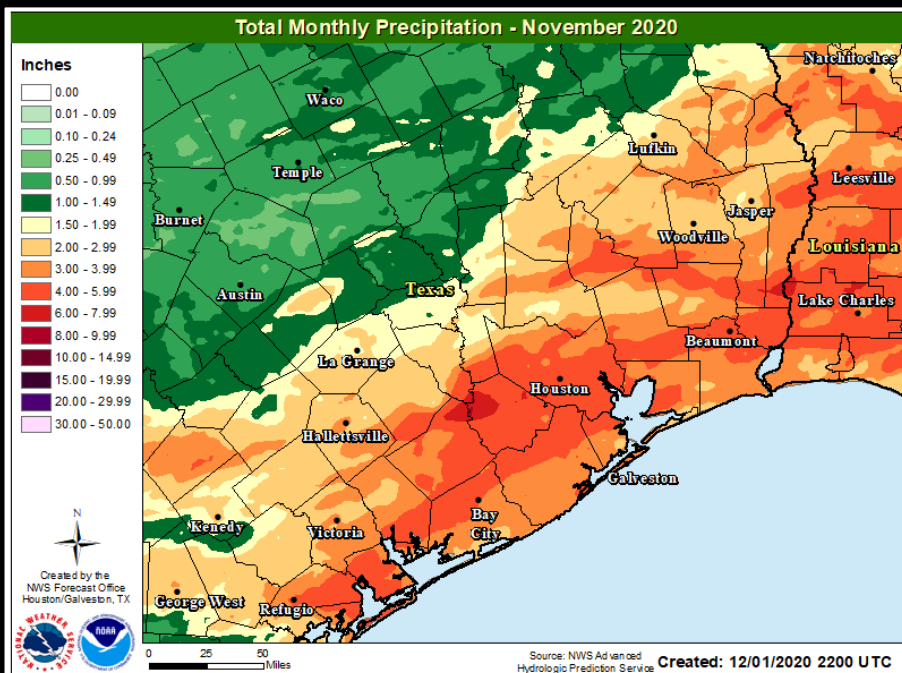 Total Monthly Precipitation - November 2020
Inches
0.00
0.01 - 0.09
0.10 - 0.24
0.25 - 0.49
0.50 - 0.99
1.00 - 1.49
1.50 - 1.99
2.00 - 2.99
3.00 - 3.99
4.00 - 5.99
6.00 - 7.99
8.00 - 9.99
10.00 - 14.99
15.00 - 19.99
20.00 - 29.99
30.00 - 50.00
Natchitoches
Waco
Lufkin
Temple
Leesville
Burnet
Jasper
Woodville
Louisiana
Austin
Texas
Lake Charles
Beaumont
La Grange
Houston
Hallettsville
Galveston
Kenedy
Victoria
Bay
City
George West
Refugio
N
Created by the
NWS Forecast Office
Houston/Galveston, TX
NATIONAL WEATHER SERVICE
NOAA
0 25 50
Miles
Source: NWS Advanced
Hydrologic Prediction Service
Created: 12/01/2020 2200 UTC